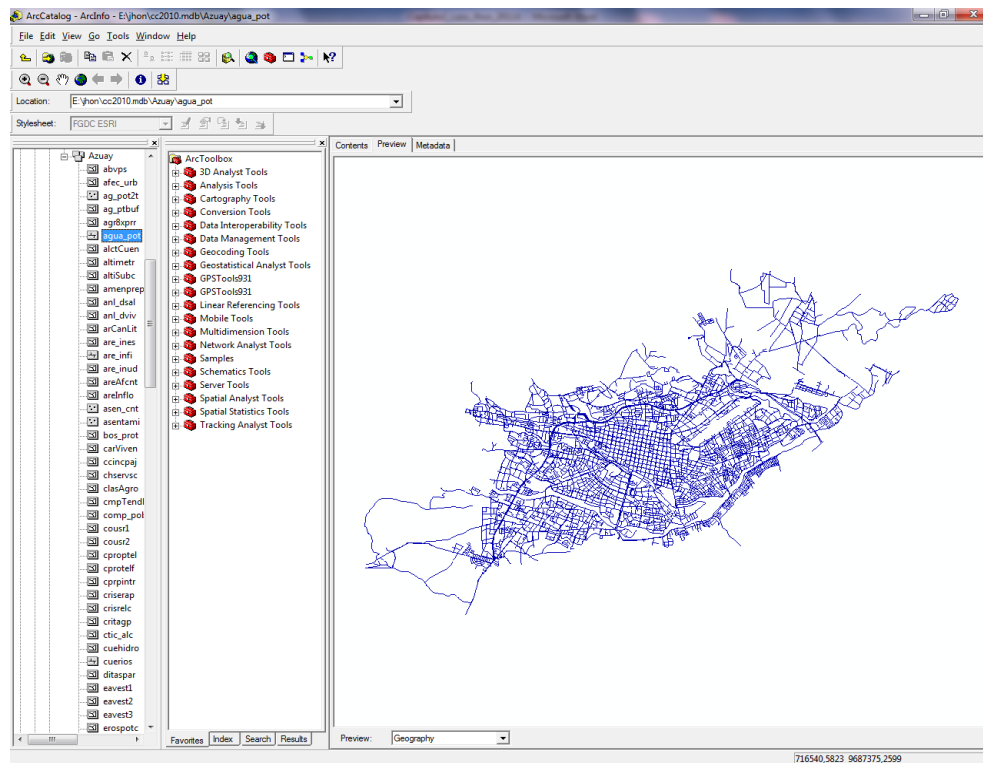 ArcCatalog - ArcInfo - E:\jhon\cc2010.mdb\Azuay\agua_pot
File Edit View Go Tools Window Help
Location: E:\jhon\cc2010.mdb\Azuay\agua_pot
Stylesheet: FGDC ESRI
Azuay
abvps
afec_urb
ag_pot2t
ag_ptbuf
agr8xprr
agua_pot
alctCuen
altimetr
altiSubc
amenprep
anl_dsal
anl_dviv
arCanLit
are_ines
are_infi
are_inud
areAfcnt
areInflo
asen_cnt
asentami
bos_prot
carViven
ccincpaj
chservsc
clasAgro
cmpTendI
comp_pol
cousr1
cousr2
cproptel
cprotelf
cprpintr
criserap
crisrelc
critagp
ctic_alc
cuehidro
cuerios
ditaspar
eavest1
eavest2
eavest3
erospotc
ArcToolbox
3D Analyst Tools
Analysis Tools
Cartography Tools
Conversion Tools
Data Interoperability Tools
Data Management Tools
Geocoding Tools
Geostatistical Analyst Tools
GPSTools931
GPSTools931
Linear Referencing Tools
Mobile Tools
Multidimension Tools
Network Analyst Tools
Samples
Schematics Tools
Server Tools
Spatial Analyst Tools
Spatial Statistics Tools
Tracking Analyst Tools
Favorites Index Search Results
Contents Preview Metadata
Preview: Geography
716540,5823 9687375,2599